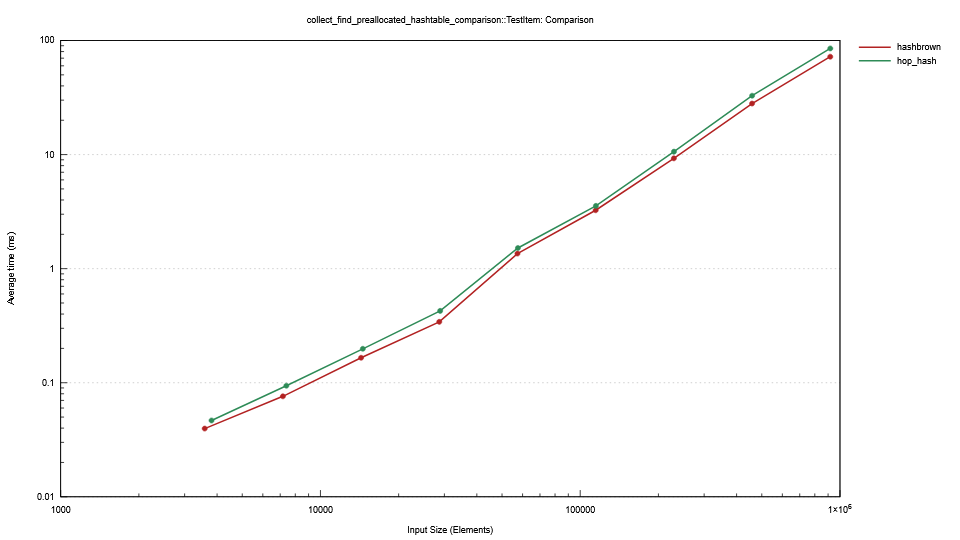 collect_find_preallocated_hashtable_comparison::TestItem: Comparison
hashbrown
hop_hash
100
10
1
0.1
0.01
Average time (ms)
1000
10000
100000
1×10⁶
Input Size (Elements)